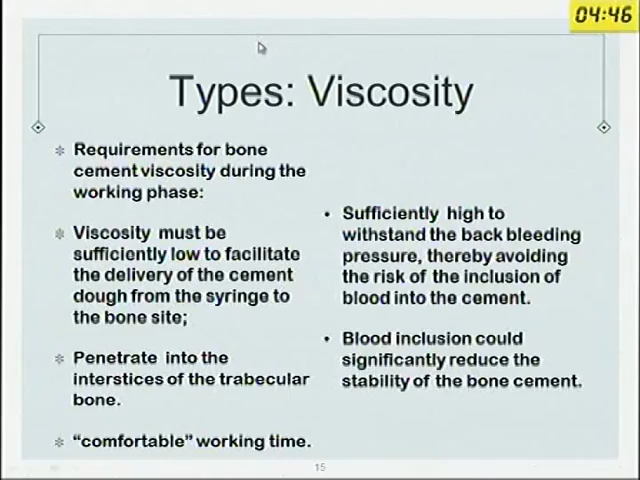 04:46
Types: Viscosity
Requirements for bone
cement viscosity during the
working phase:
Viscosity must be
sufficiently low to facilitate
the delivery of the cement
dough from the syringe to
the bone site;
Penetrate into the
interstices of the trabecular
bone.
“comfortable” working time.
• Sufficiently high to
withstand the back bleeding
pressure, thereby avoiding
the risk of the inclusion of
blood into the cement.
• Blood inclusion could
significantly reduce the
stability of the bone cement.
15